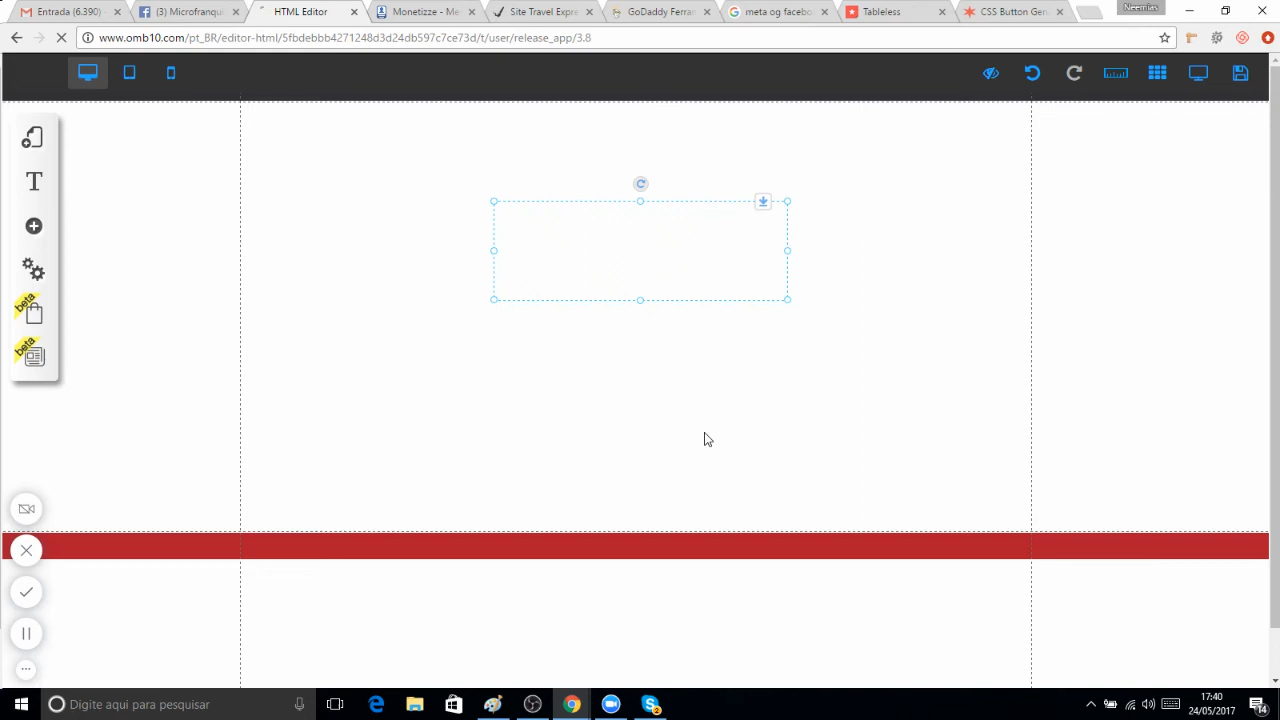 Entrada (6.390)
(3) Microfranqu
HTML Editor
Monetizze - Me
Site Travel Expre
GoDaddy Ferran
meta og facebo
Tableless
CSS Button Gen
Neemias
www.omb10.com/pt_BR/editor-html/5fbdebbb4271248d3d24db597c7ce73d/t/user/release_app/3.8
T
beta
beta
Digite aqui para pesquisar
17:40
24/05/2017